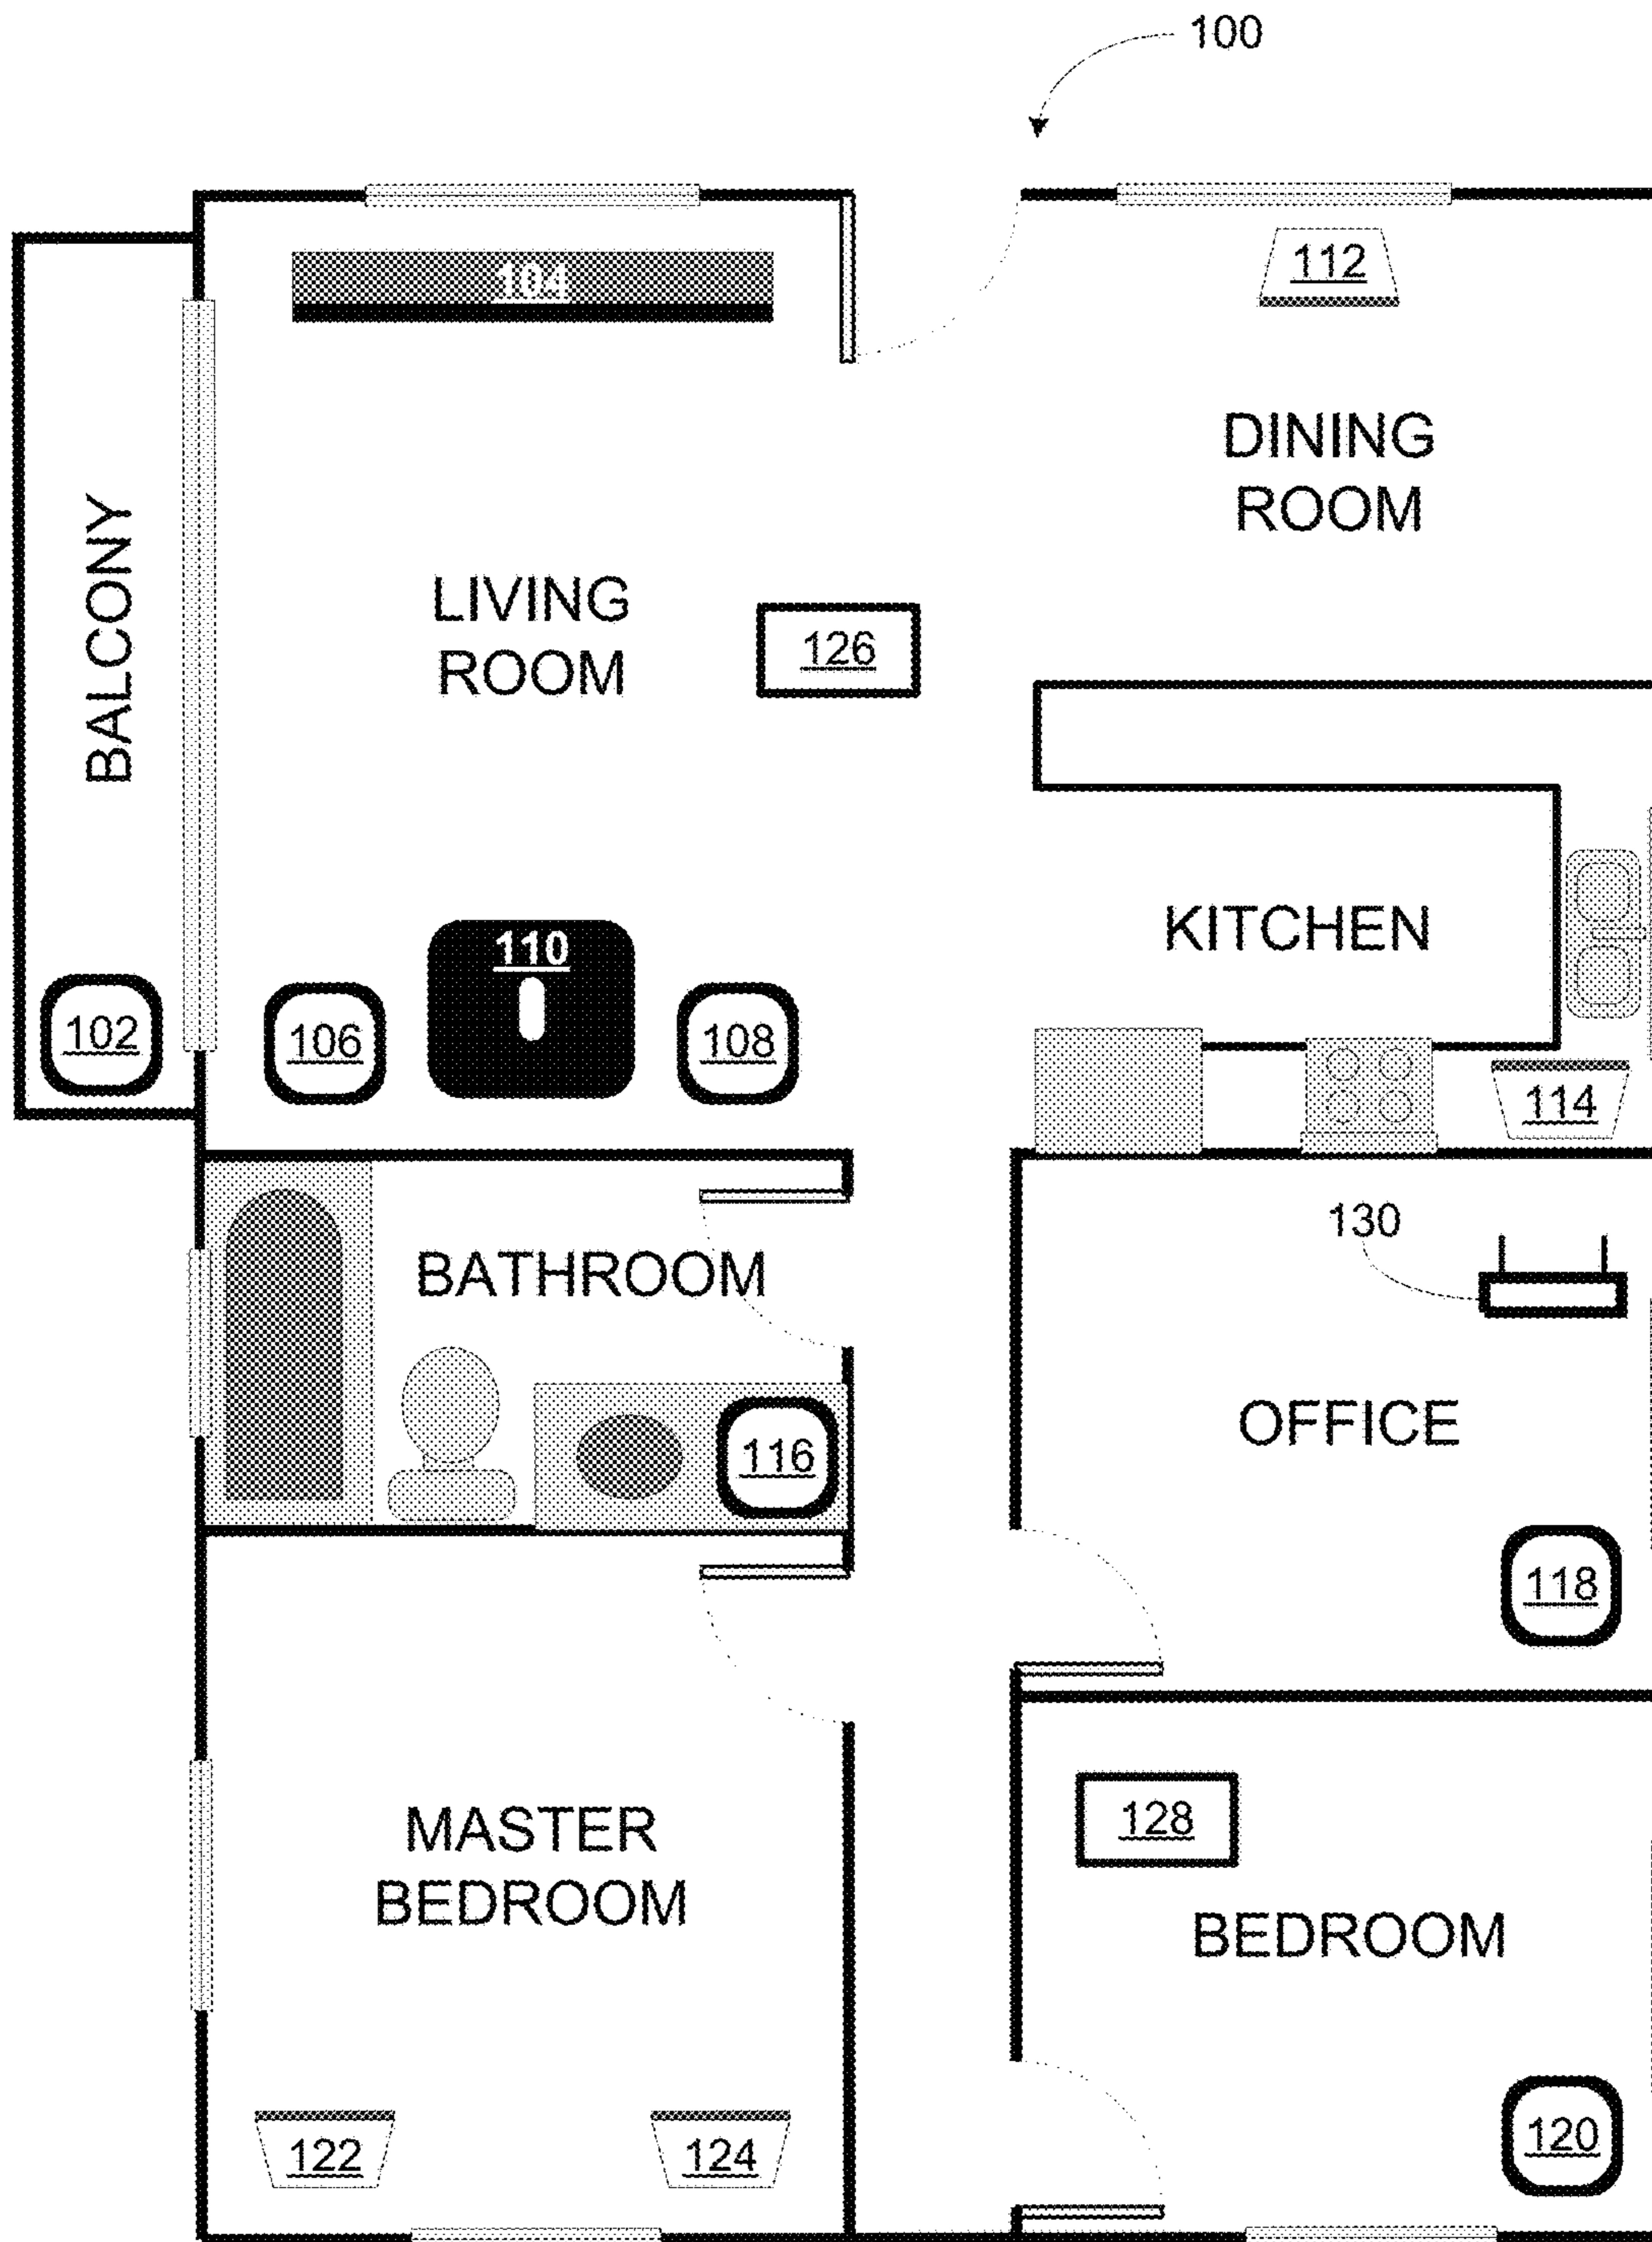 100
104
112
DINING
ROOM
BALCONY
LIVING
ROOM
126
KITCHEN
110
102
106
108
114
130
BATHROOM
OFFICE
116
118
MASTER
BEDROOM
128
BEDROOM
122
124
120